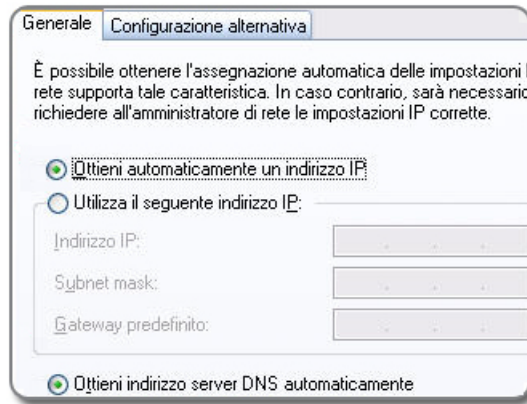 Generale
Configurazione alternativa
È possibile ottenere l'assegnazione automatica delle impostazioni
rete supporta tale caratteristica. In caso contrario, sarà necessario
richiedere all'amministratore di rete le impostazioni IP corrette.
Ottieni automaticamente un indirizzo IP
Utilizza il seguente indirizzo IP:
Indirizzo IP:
Subnet mask:
Gateway predefinito:
Ottieni indirizzo server DNS automaticamente